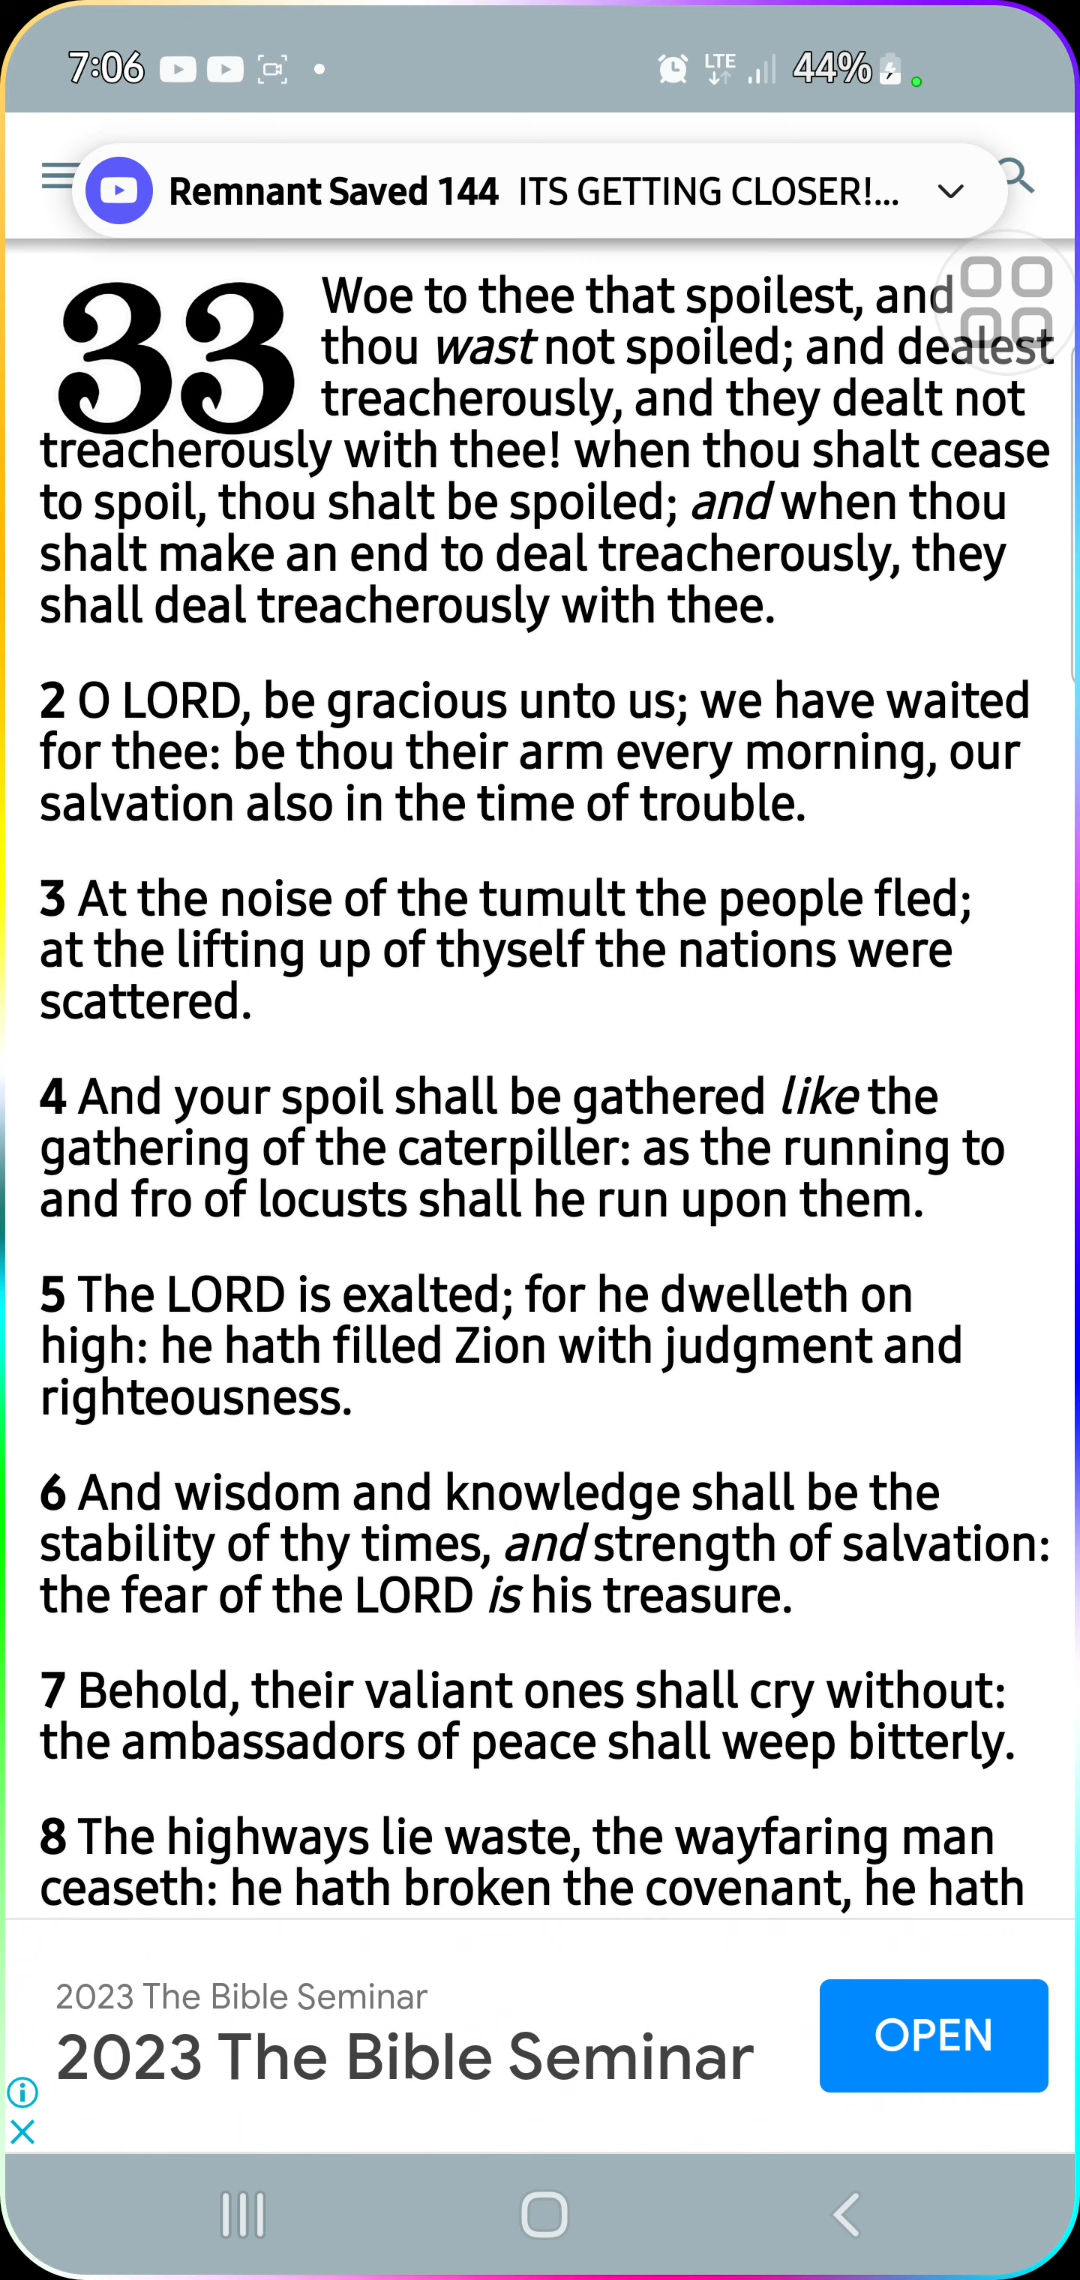 7:06 LTE 44%
Remnant Saved 144 ITS GETTING CLOSER!...
33 Woe to thee that spoilest, and
thou wast not spoiled; and dealest
treacherously, and they dealt not
treacherously with thee! when thou shalt cease
to spoil, thou shalt be spoiled; and when thou
shalt make an end to deal treacherously, they
shall deal treacherously with thee.
2 O LORD, be gracious unto us; we have waited
for thee: be thou their arm every morning, our
salvation also in the time of trouble.
3 At the noise of the tumult the people fled;
at the lifting up of thyself the nations were
scattered.
4 And your spoil shall be gathered like the
gathering of the caterpiller: as the running to
and fro of locusts shall he run upon them.
5 The LORD is exalted; for he dwelleth on
high: he hath filled Zion with judgment and
righteousness.
6 And wisdom and knowledge shall be the
stability of thy times, and strength of salvation:
the fear of the LORD is his treasure.
7 Behold, their valiant ones shall cry without:
the ambassadors of peace shall weep bitterly.
8 The highways lie waste, the wayfaring man
ceaseth: he hath broken the covenant, he hath
2023 The Bible Seminar
2023 The Bible Seminar
OPEN